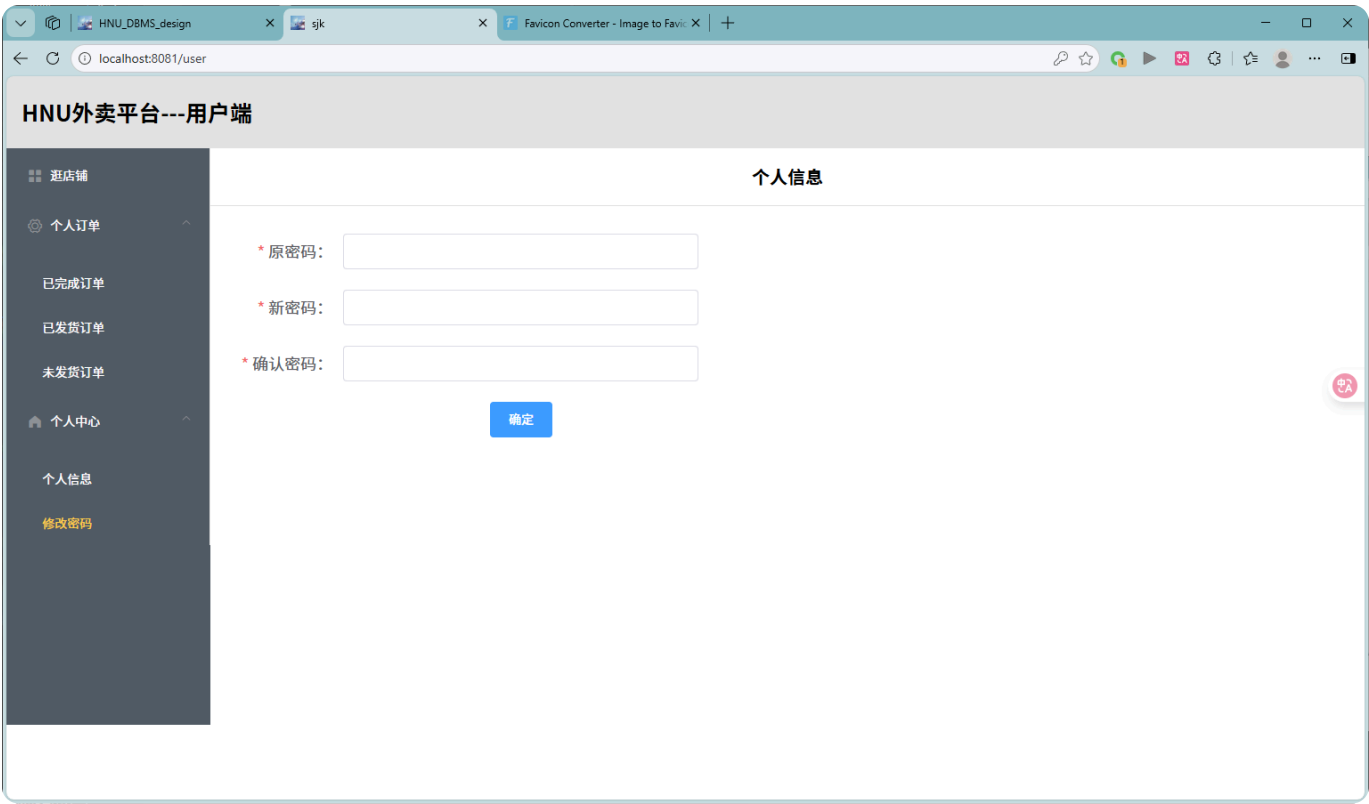 HNU_DBMS_design
sjk
Favicon Converter - Image to Favic
localhost:8081/user
HNU外卖平台---用户端
逛店铺
个人订单
已完成订单
已发货订单
未发货订单
个人中心
个人信息
修改密码
个人信息
* 原密码：
* 新密码：
* 确认密码：
确定